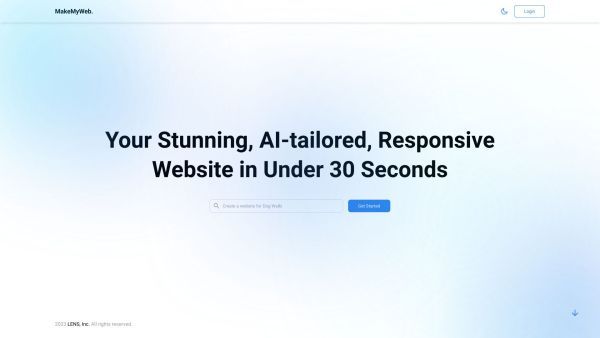 MakeMyWeb.
Login
Your Stunning, AI-tailored, Responsive
Website in Under 30 Seconds
Create a website for Dog Walk
Get Started
2023 LENS, Inc. All rights reserved.